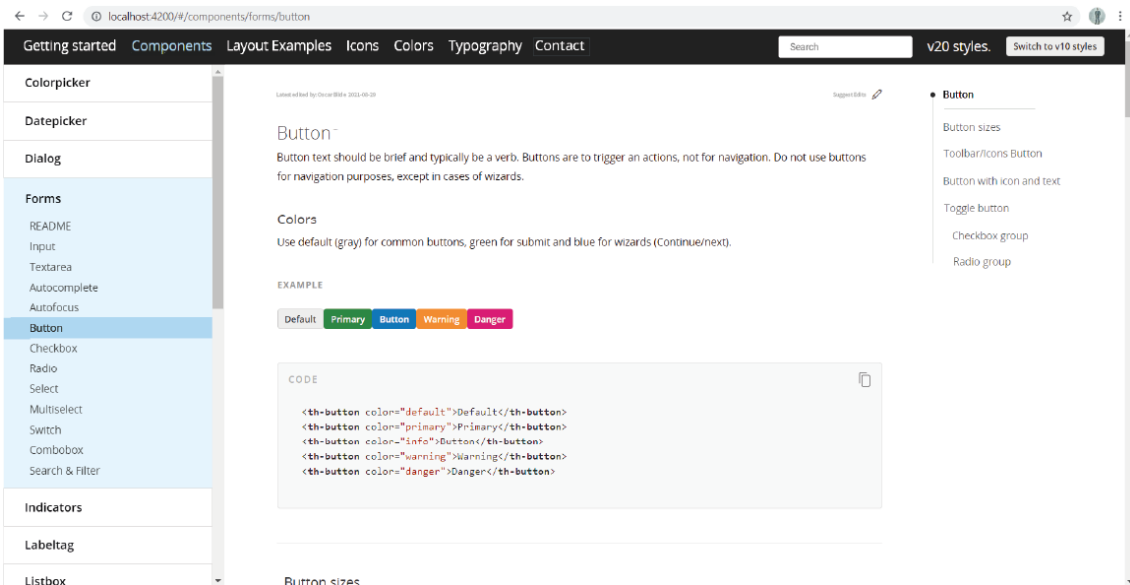 localhost:4200/#/components/forms/button
Getting started Components Layout Examples Icons Colors Typography Contact Search v20 styles. Switch to v10 styles
Colorpicker
Datepicker
Dialog
Forms
README
Input
Textarea
Autocomplete
Autofocus
Button
Checkbox
Radio
Select
Multiselect
Switch
Combobox
Search & Filter
Indicators
Labeltag
Listbox
Latest edited by Oscar
Suggest Edits
Button
Button text should be brief and typically be a verb. Buttons are to trigger an actions, not for navigation. Do not use buttons
for navigation purposes, except in cases of wizards.
Colors
Use default (gray) for common buttons, green for submit and blue for wizards (Continue/next).
EXAMPLE
Default Primary Button Warning Danger
CODE
<th-button color="default">Default</th-button>
<th-button color="primary">Primary</th-button>
<th-button color="info">Button</th-button>
<th-button color="warning">Warning</th-button>
<th-button color="danger">Danger</th-button>
Button sizes
Button
Button sizes
Toolbar/Icons Button
Button with icon and text
Toggle button
Checkbox group
Radio group